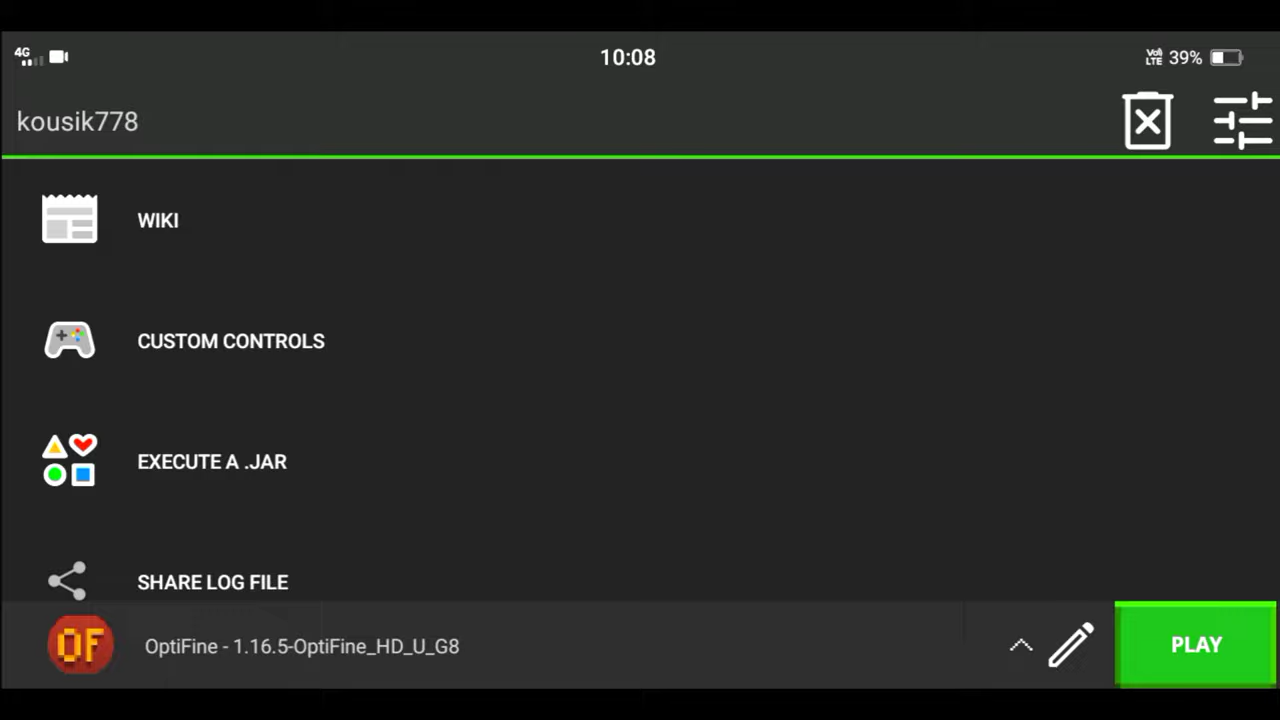 4G 10:08 Vo) LTE 39%
kousik778
WIKI
CUSTOM CONTROLS
EXECUTE A .JAR
SHARE LOG FILE
OF OptiFine - 1.16.5-OptiFine_HD_U_G8 PLAY